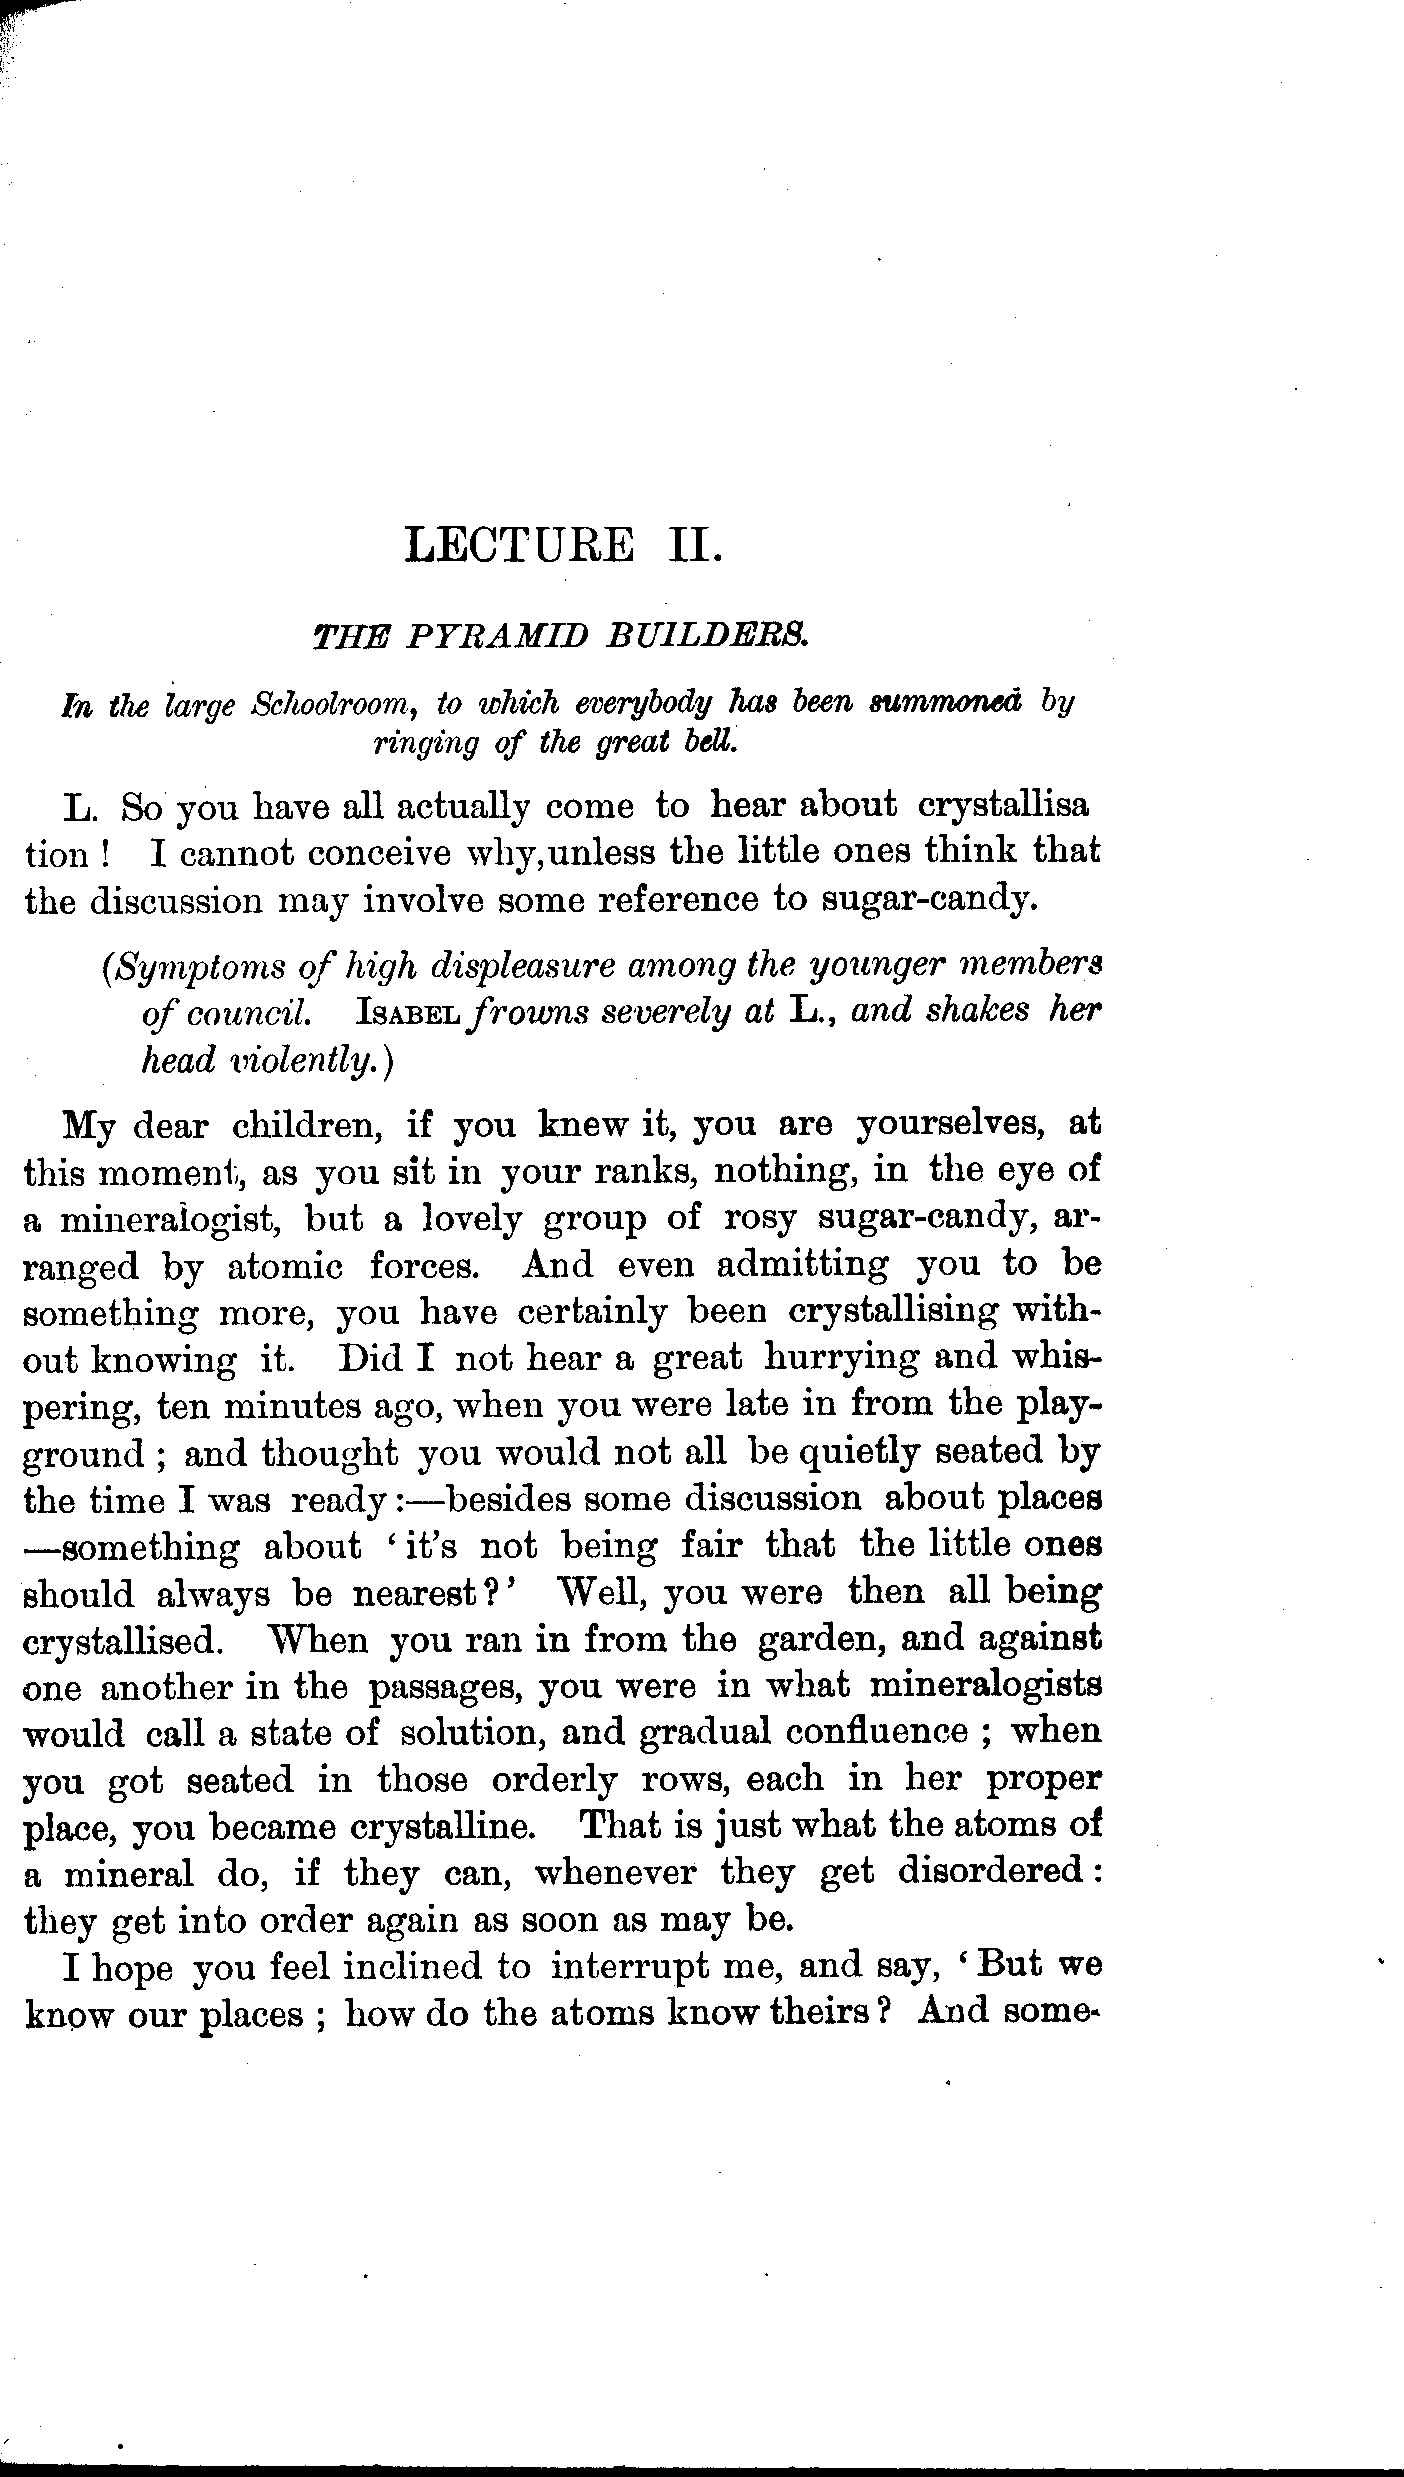 LECTURE II.
THE PYRAMID BUILDERS.
In the large Schoolroom, to which everybody has been summoned by
ringing of the great bell.
L. So you have all actually come to hear about crystallisa
tion ! I cannot conceive why,unless the little ones think that
the discussion may involve some reference to sugar-candy.
(Symptoms of high displeasure among the younger members
of council. ISABEL frowns severely at L., and shakes her
head violently.)
My dear children, if you knew it, you are yourselves, at
this moment, as you sit in your ranks, nothing, in the eye of
a mineralogist, but a lovely group of rosy sugar-candy, ar-
ranged by atomic forces. And even admitting you to be
something more, you have certainly been crystallising with-
out knowing it. Did I not hear a great hurrying and whis-
pering, ten minutes ago, when you were late in from the play-
ground ; and thought you would not all be quietly seated by
the time I was ready :—besides some discussion about places
—something about ‘ it’s not being fair that the little ones
should always be nearest ? ’ Well, you were then all being
crystallised. When you ran in from the garden, and against
one another in the passages, you were in what mineralogists
would call a state of solution, and gradual confluence ; when
you got seated in those orderly rows, each in her proper
place, you became crystalline. That is just what the atoms of
a mineral do, if they can, whenever they get disordered :
they get into order again as soon as may be.
I hope you feel inclined to interrupt me, and say, ‘ But we
know our places ; how do the atoms know theirs ? And some-